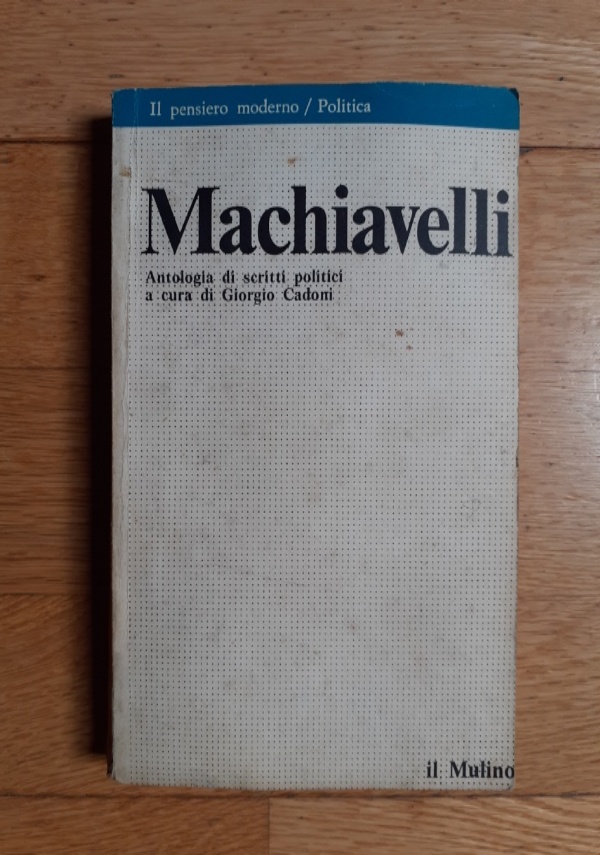 Il pensiero moderno / Politica
Machiavelli
Antologia di scritti politici
a cura di Giorgio Cadoni
il Mulino